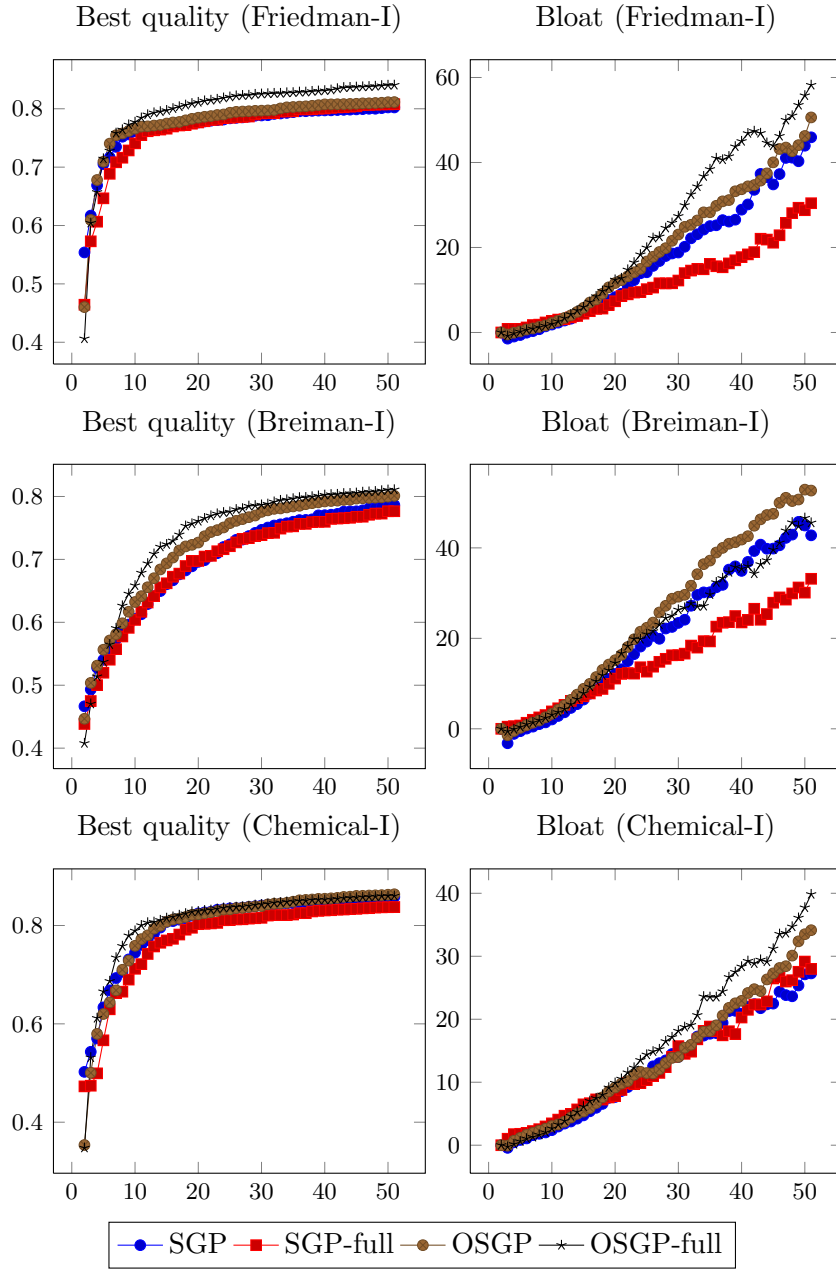 Best quality (Friedman-I)
0.4
0.5
0.6
0.7
0.8
0 10 20 30 40 50
Bloat (Friedman-I)
60
40
20
0
0 10 20 30 40 50
Best quality (Breiman-I)
0.8
0.7
0.6
0.5
0.4
0 10 20 30 40 50
Bloat (Breiman-I)
40
20
0
0 10 20 30 40 50
Best quality (Chemical-I)
0.8
0.6
0.4
0 10 20 30 40 50
Bloat (Chemical-I)
40
30
20
10
0
0 10 20 30 40 50
SGP SGP-full OSGP OSGP-full